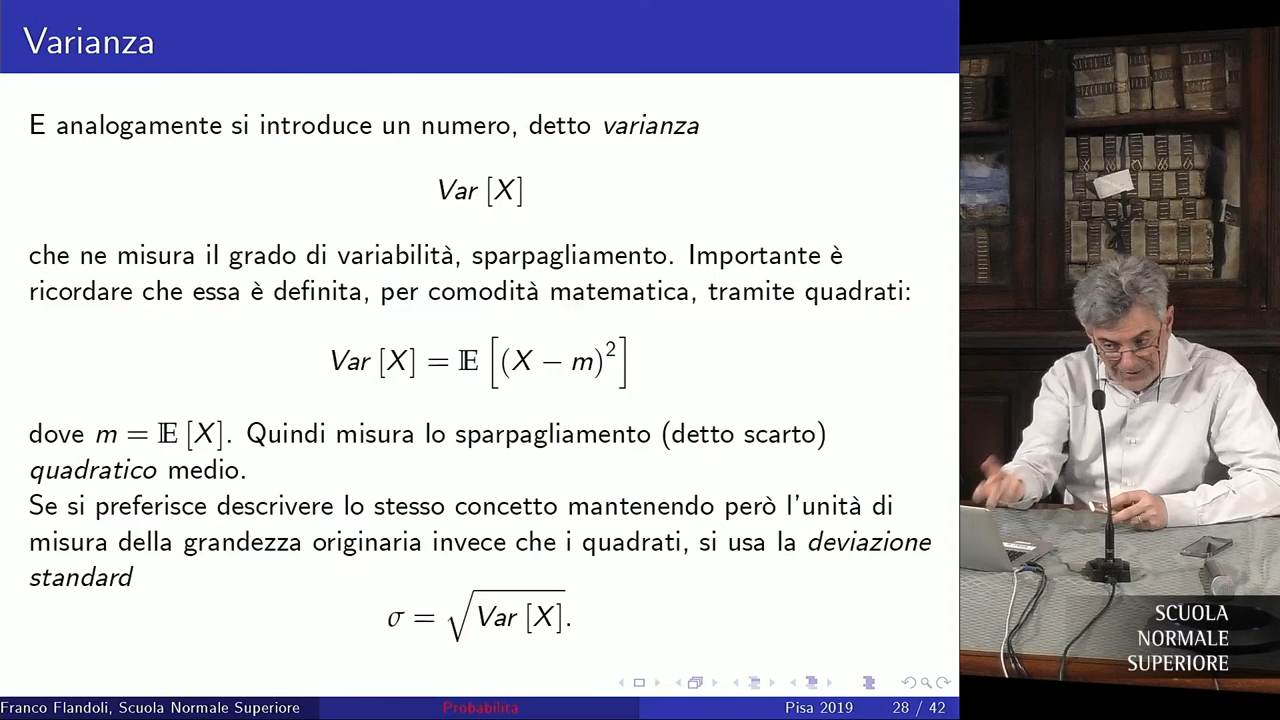 Varianza
E analogamente si introduce un numero, detto varianza
Var [X]
che ne misura il grado di variabilità, sparpagliamento. Importante è
ricordare che essa è definita, per comodità matematica, tramite quadrati:
Var [X] = 𝔼 [(X − m)²]
dove m = 𝔼 [X]. Quindi misura lo sparpagliamento (detto scarto)
quadratico medio.
Se si preferisce descrivere lo stesso concetto mantenendo però l'unità di
misura della grandezza originaria invece che i quadrati, si usa la deviazione
standard
σ = √Var [X].
Franco Flandoli, Scuola Normale Superiore Probabilità Pisa 2019 28 / 42
SCUOLA
NORMALE
SUPERIORE